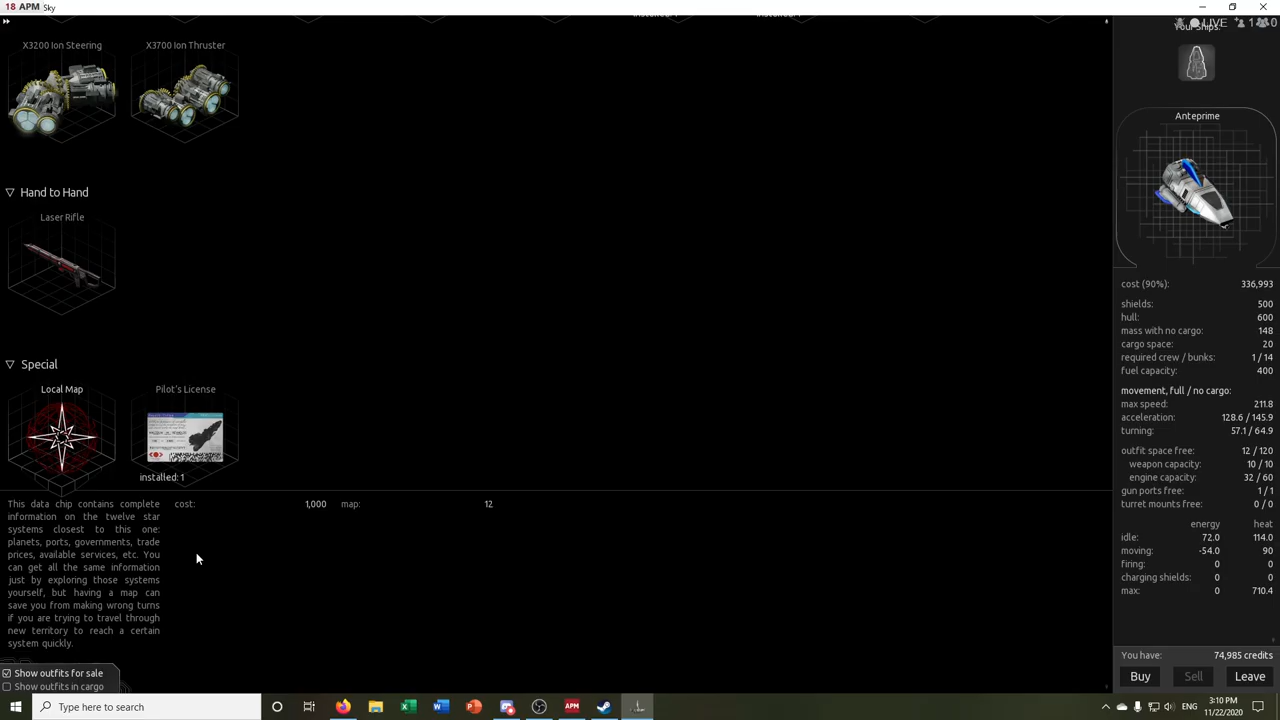 18 APM Sky
LIVE 1 0
Your Ships:
X3200 Ion Steering X3700 Ion Thruster
Anteprime
Hand to Hand
Laser Rifle
Special
Local Map Pilot's License
installed: 1
This data chip contains complete
information on the twelve star
systems closest to this one:
planets, ports, governments, trade
prices, available services, etc. You
can get all the same information
just by exploring those systems
yourself, but having a map can
save you from making wrong turns
if you are trying to travel through
new territory to reach a certain
system quickly.
cost: 1,000 map: 12
cost (90%): 336,993
shields: 500
hull: 600
mass with no cargo: 148
cargo space: 20
required crew / bunks: 1 / 14
fuel capacity: 400
movement, full / no cargo:
max speed: 211.8
acceleration: 128.6 / 145.9
turning: 57.1 / 64.9
outfit space free: 12 / 120
weapon capacity: 10 / 10
engine capacity: 32 / 60
gun ports free: 1 / 1
turret mounts free: 0 / 0
energy heat
idle: 72.0 114.0
moving: -54.0 90
firing: 0 0
charging shields: 0 0
max: 0 710.4
You have: 74,985 credits
Buy Sell Leave
Show outfits for sale
Show outfits in cargo
Type here to search
APM
3:10 PM
11/22/2020